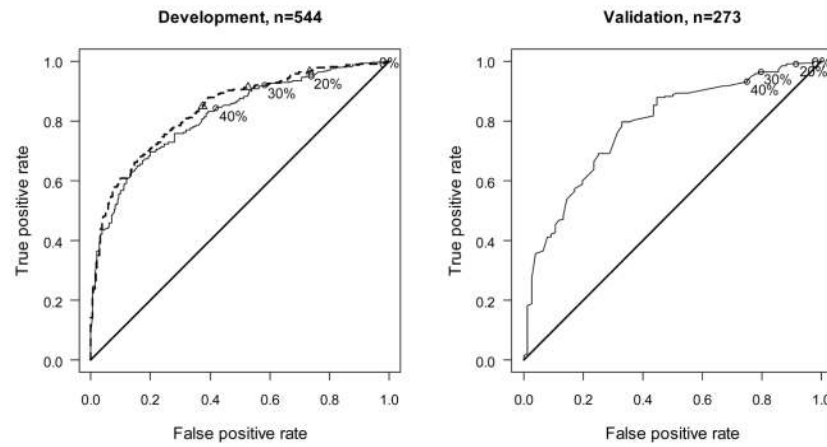 Development, n=544
True positive rate
1.0
0.8
0.6
0.4
0.2
0.0
0%
20%
30%
40%
0.0 0.2 0.4 0.6 0.8 1.0
False positive rate
Validation, n=273
True positive rate
1.0
0.8
0.6
0.4
0.2
0.0
0%
20%
30%
40%
0.0 0.2 0.4 0.6 0.8 1.0
False positive rate